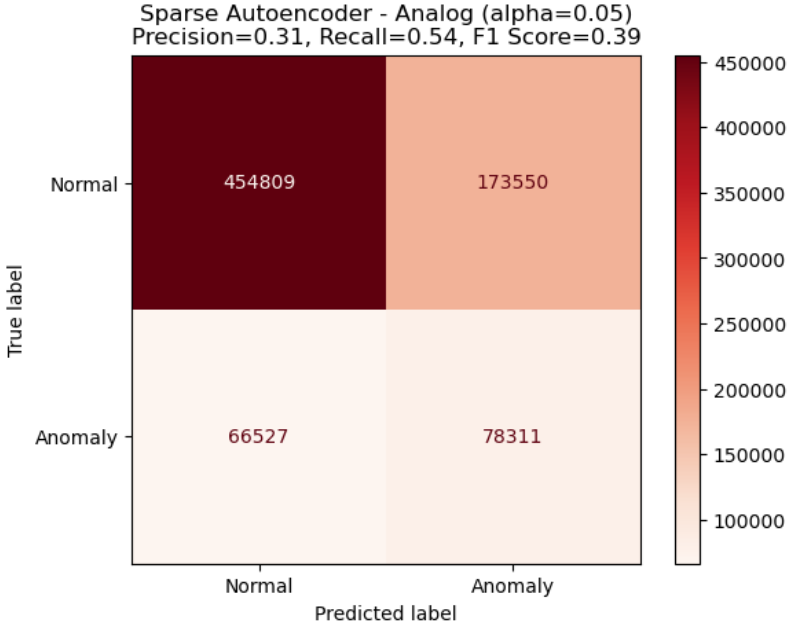 Sparse Autoencoder - Analog (alpha=0.05)
Precision=0.31, Recall=0.54, F1 Score=0.39
450000
400000
350000
300000
250000
200000
150000
100000
Normal
454809
173550
True label
Anomaly
66527
78311
Normal
Anomaly
Predicted label